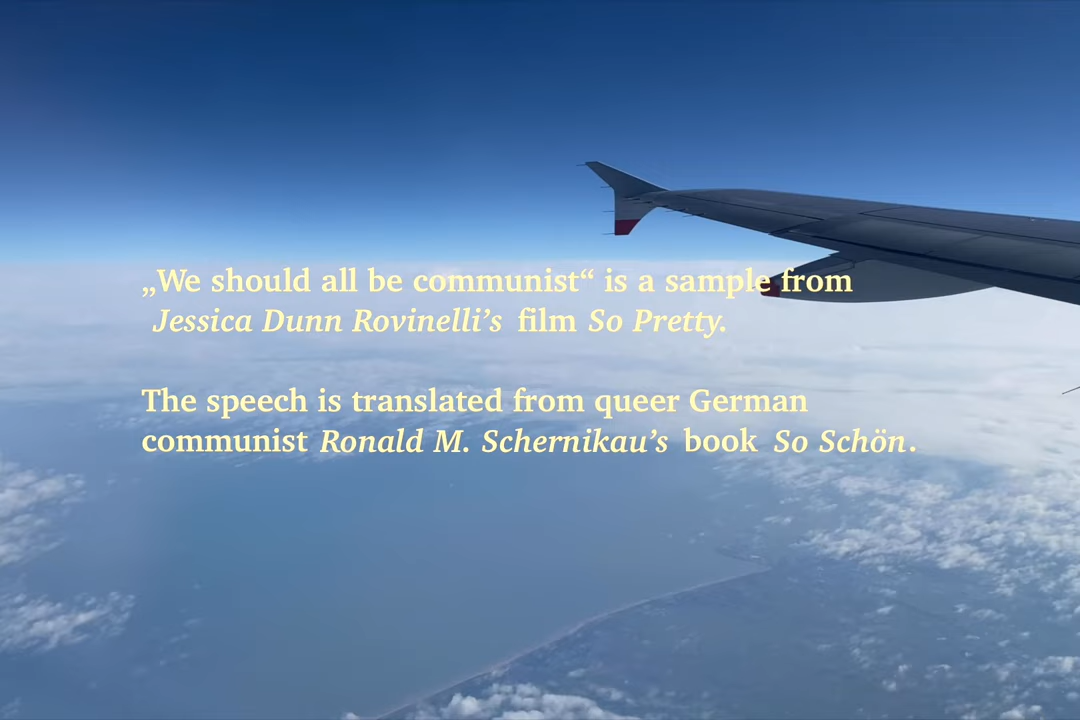 „We should all be communist“ is a sample from
Jessica Dunn Rovinelli’s film So Pretty.
The speech is translated from queer German
communist Ronald M. Schernikau’s book So Schön.